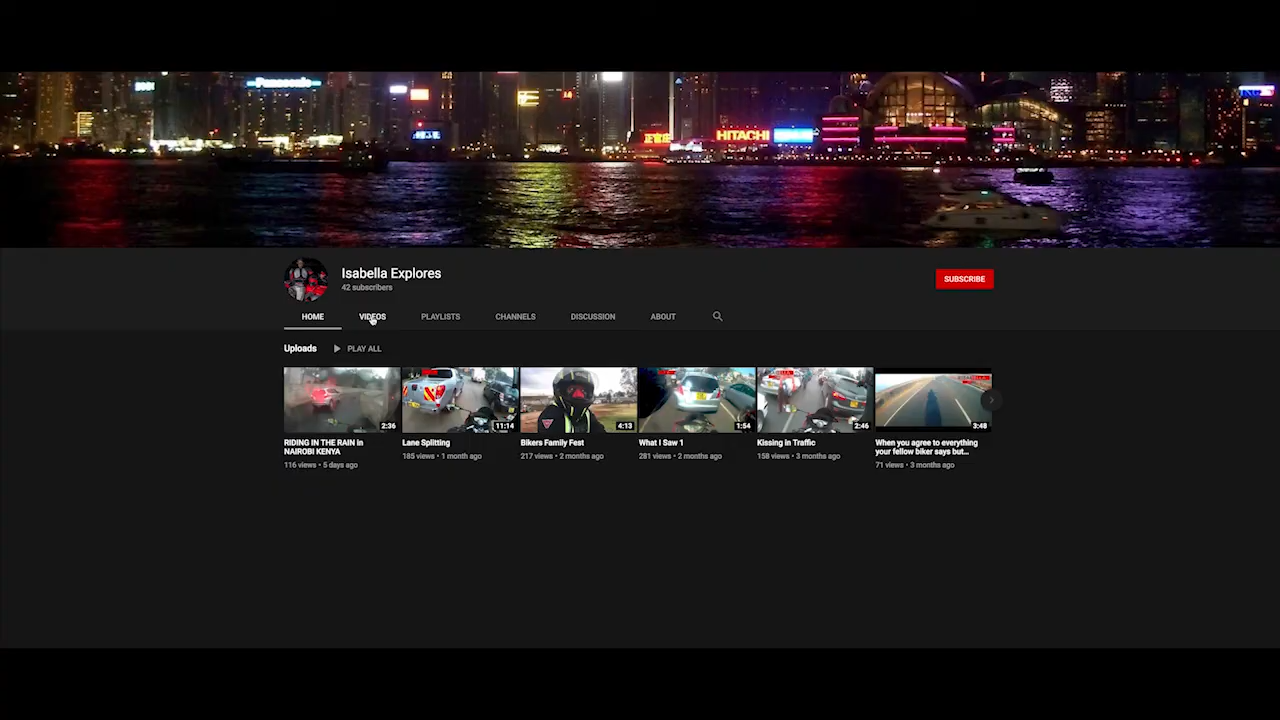 Panasonic
HITACHI
Isabella Explores
42 subscribers
SUBSCRIBE
HOME
VIDEOS
PLAYLISTS
CHANNELS
DISCUSSION
ABOUT
Uploads
PLAY ALL
2:36
11:14
4:13
1:54
2:46
3:48
RIDING IN THE RAIN in
NAIROBI KENYA
116 views • 5 days ago
Lane Splitting
185 views • 1 month ago
Bikers Family Fest
217 views • 2 months ago
What I Saw 1
281 views • 2 months ago
Kissing in Traffic
158 views • 3 months ago
When you agree to everything
your fellow biker says but...
71 views • 3 months ago